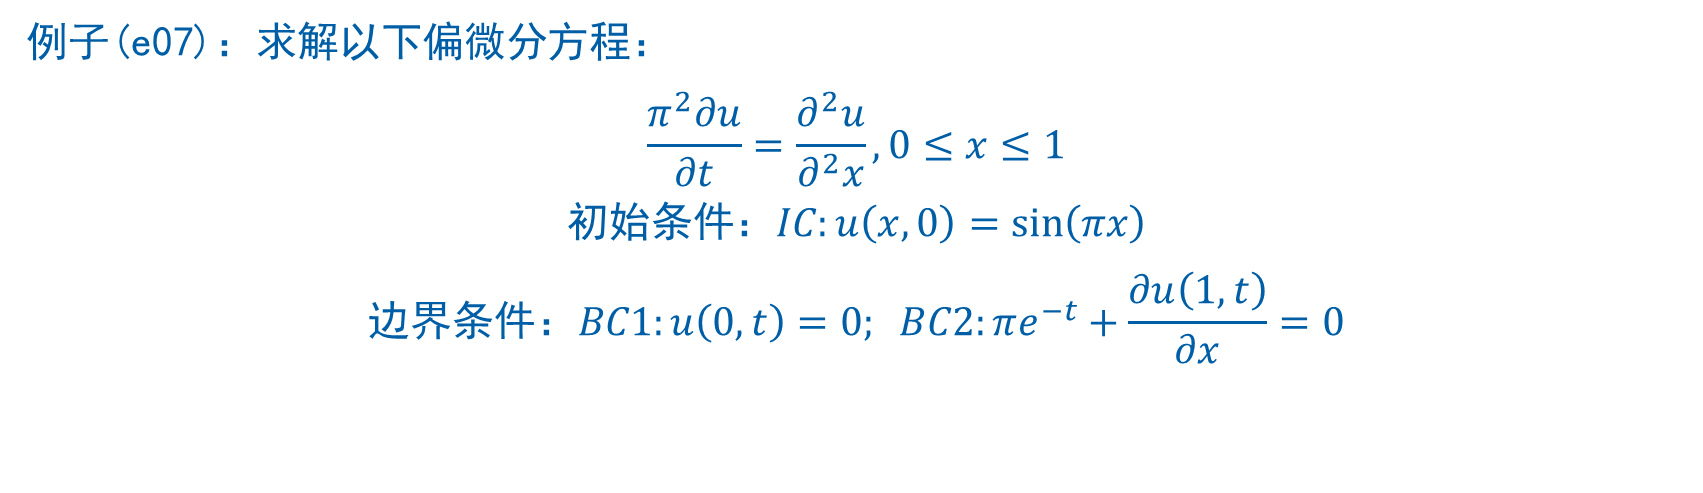 例子(e07)：求解以下偏微分方程：
π²∂u/∂t = ∂²u/∂²x, 0 ≤ x ≤ 1
初始条件：IC: u(x, 0) = sin(πx)
边界条件：BC1: u(0, t) = 0; BC2: πe⁻ᵗ + ∂u(1, t)/∂x = 0